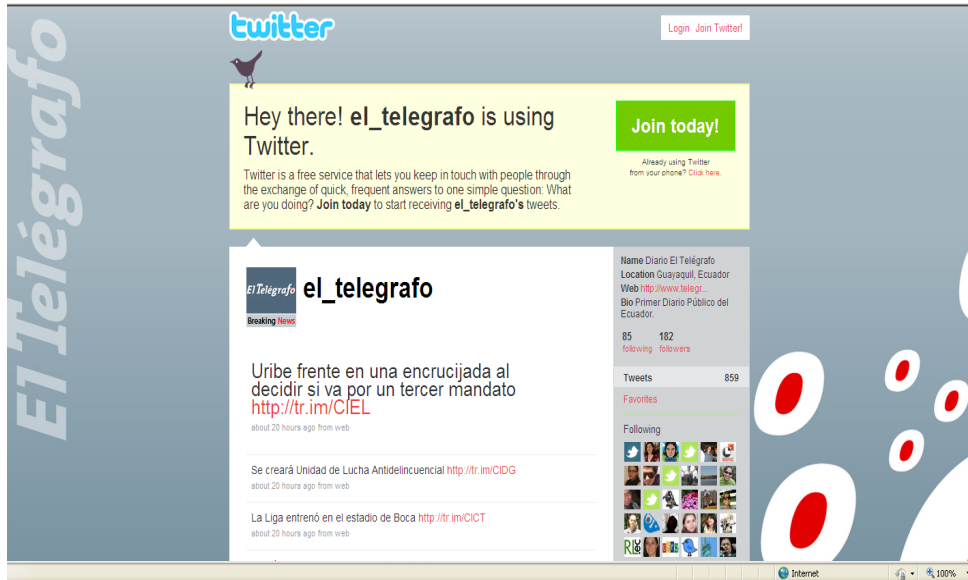 El Telégrafo
twitter
Login Join Twitter!
Hey there! el_telegrafo is using
Twitter.
Twitter is a free service that lets you keep in touch with people through
the exchange of quick, frequent answers to one simple question: What
are you doing? Join today to start receiving el_telegrafo's tweets.
Join today!
Already using Twitter
from your phone? Click here.
El Telégrafo
Breaking News
el_telegrafo
Uribe frente en una encrucijada al
decidir si va por un tercer mandato
http://tr.im/CIEL
about 20 hours ago from web
Se creará Unidad de Lucha Antidelincuencial http://tr.im/CIDG
about 20 hours ago from web
La Liga entrenó en el estadio de Boca http://tr.im/CICT
about 20 hours ago from web
Name Diario El Telégrafo
Location Guayaquil, Ecuador
Web http://www.telegr...
Bio Primer Diario Público del
Ecuador.
85 182
following followers
Tweets 859
Favorites
Following
Internet 100%